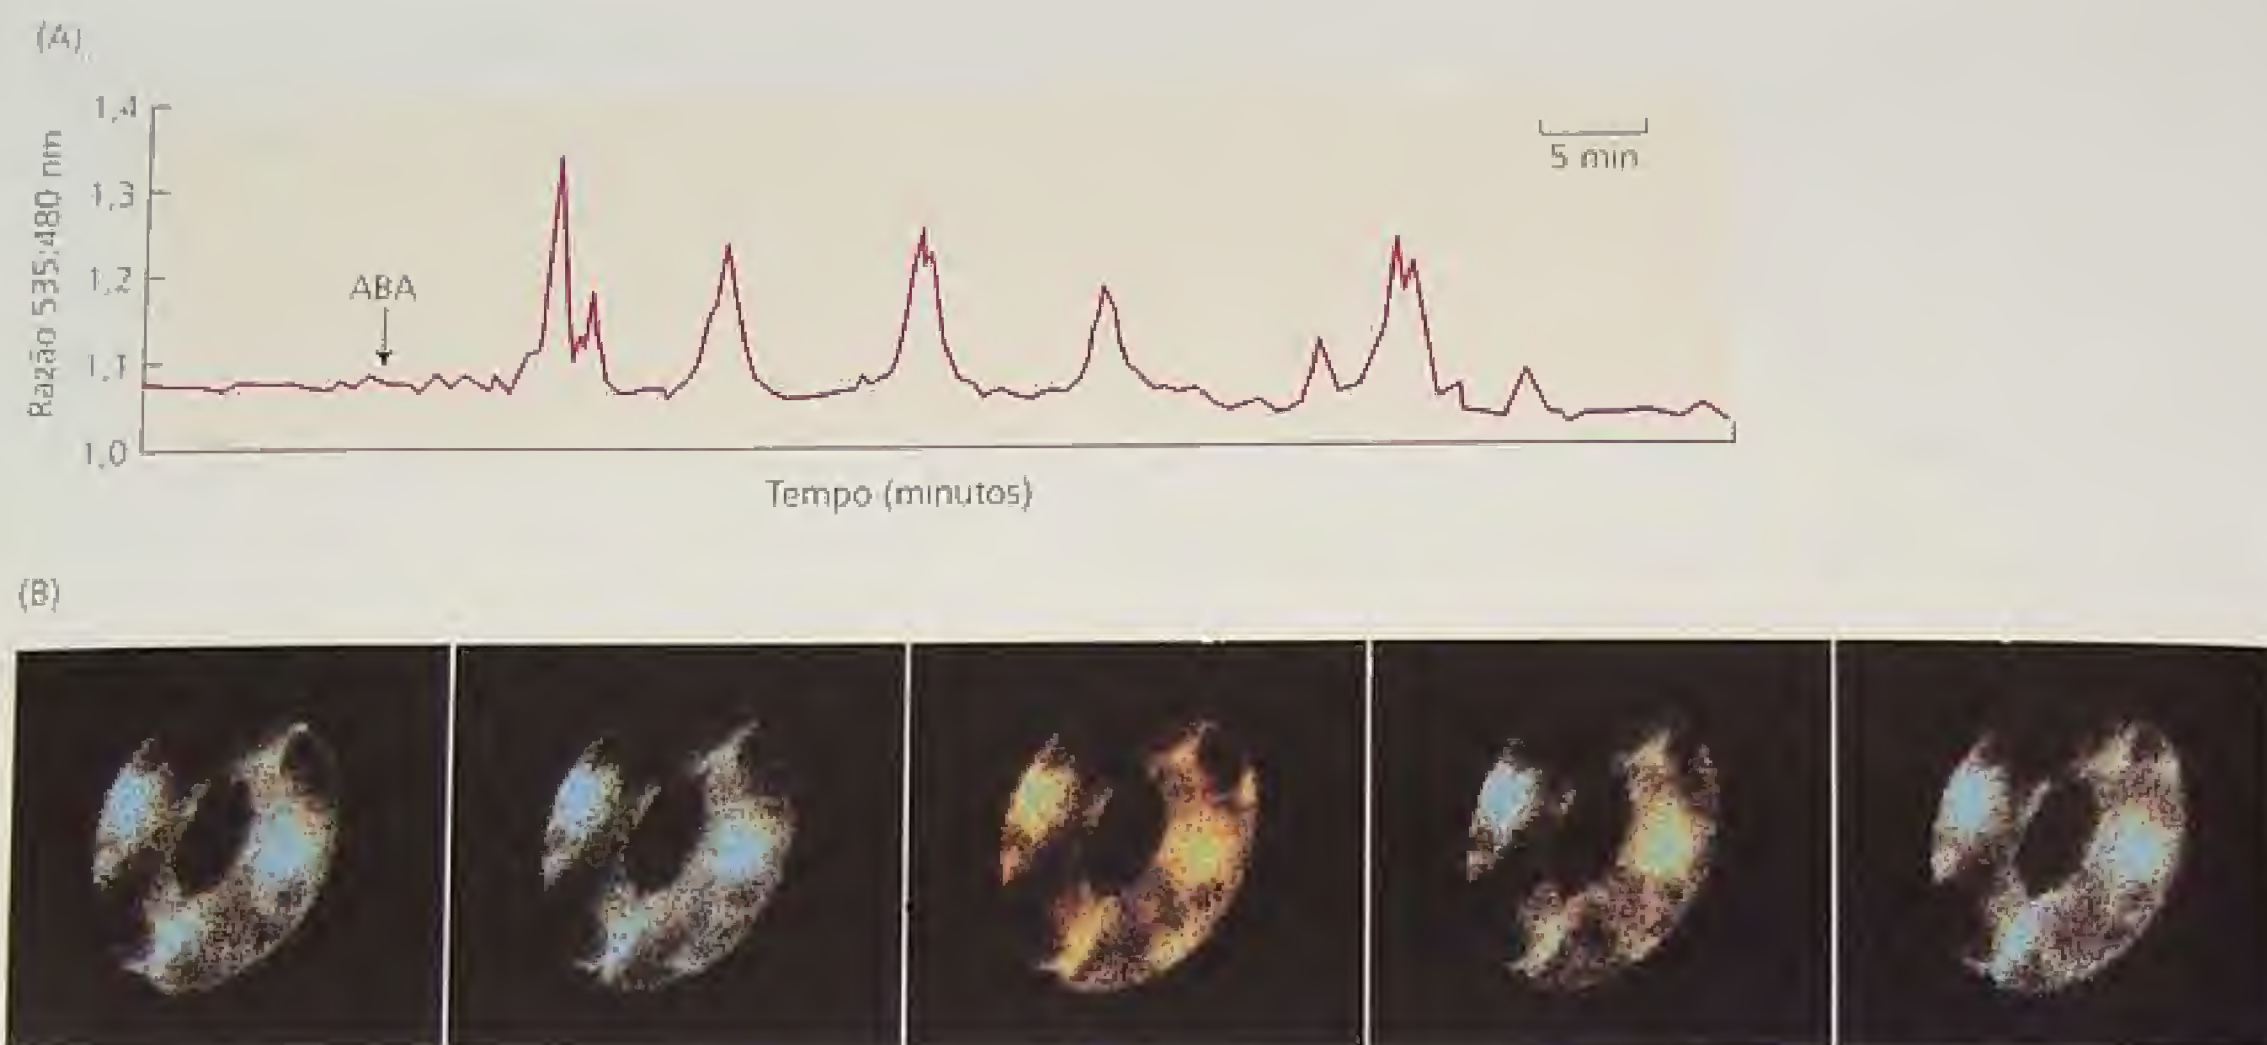 (A)
1,4
1,3
1,2
1,1
1,0
Razão 535:480 nm
ABA
5 min
Tempo (minutos)
(B)